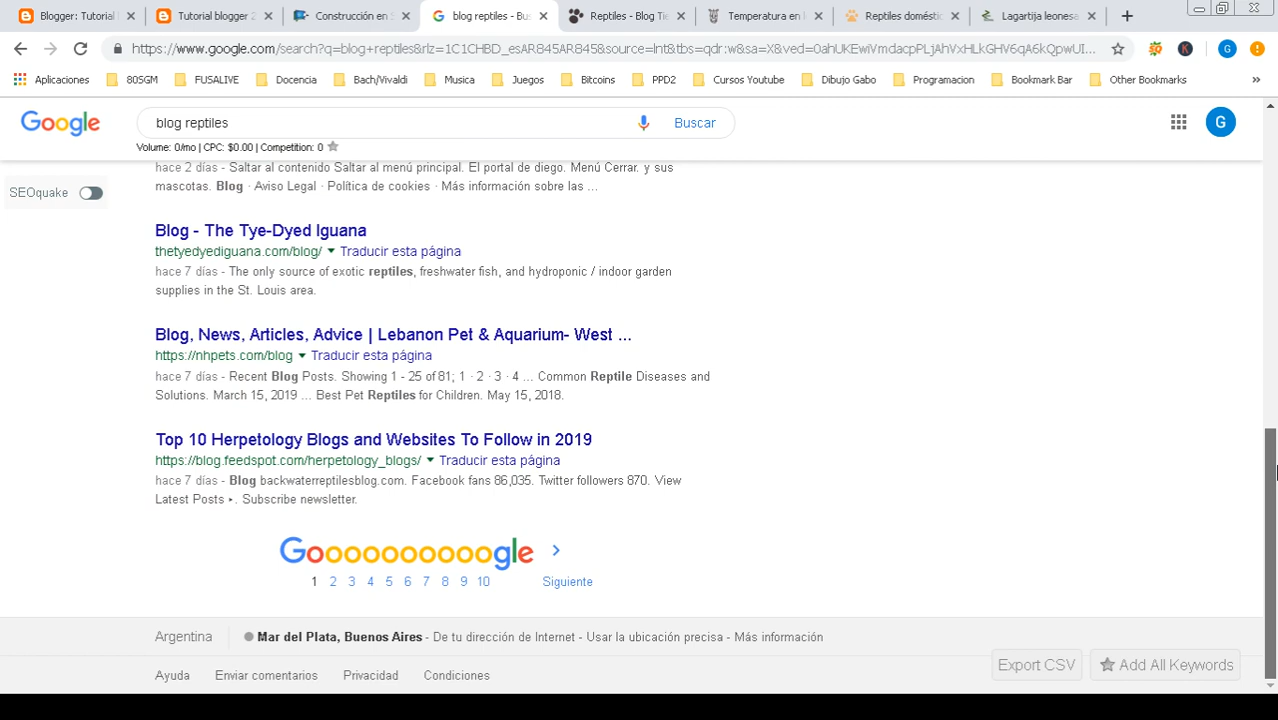 Blogger: Tutorial
Tutorial blogger 2
Construcción en S
blog reptiles - Bus
Reptiles - Blog Tie
Temperatura en l
Reptiles domésti
Lagartija leonesa
https://www.google.com/search?q=blog+reptiles&rlz=1C1CHBD_esAR845AR845&source=lnt&tbs=qdr:w&sa=X&ved=0ahUKEwiVmdacpPLjAhVxHLkGHV6qA6kQpwUI...
Aplicaciones 80SGM FUSALIVE Docencia Bach/Vivaldi Musica Juegos Bitcoins PPD2 Cursos Youtube Dibujo Gabo Programacion Bookmark Bar Other Bookmarks
Google blog reptiles Buscar G
Volume: 0/mo | CPC: $0.00 | Competition: 0
SEOquake
hace 2 días - Saltar al contenido Saltar al menú principal. El portal de diego. Menú Cerrar. y sus
mascotas. Blog · Aviso Legal · Política de cookies · Más información sobre las ...
Blog - The Tye-Dyed Iguana
thetyedyediguana.com/blog/ ▼ Traducir esta página
hace 7 días - The only source of exotic reptiles, freshwater fish, and hydroponic / indoor garden
supplies in the St. Louis area.
Blog, News, Articles, Advice | Lebanon Pet & Aquarium- West ...
https://nhpets.com/blog ▼ Traducir esta página
hace 7 días - Recent Blog Posts. Showing 1 - 25 of 81; 1 · 2 · 3 · 4 ... Common Reptile Diseases and
Solutions. March 15, 2019 ... Best Pet Reptiles for Children. May 15, 2018.
Top 10 Herpetology Blogs and Websites To Follow in 2019
https://blog.feedspot.com/herpetology_blogs/ ▼ Traducir esta página
hace 7 días - Blog backwaterreptilesblog.com. Facebook fans 86,035. Twitter followers 870. View
Latest Posts ▸. Subscribe newsletter.
Goooooooooogle >
1 2 3 4 5 6 7 8 9 10 Siguiente
Argentina Mar del Plata, Buenos Aires - De tu dirección de Internet - Usar la ubicación precisa - Más información
Export CSV Add All Keywords
Ayuda Enviar comentarios Privacidad Condiciones